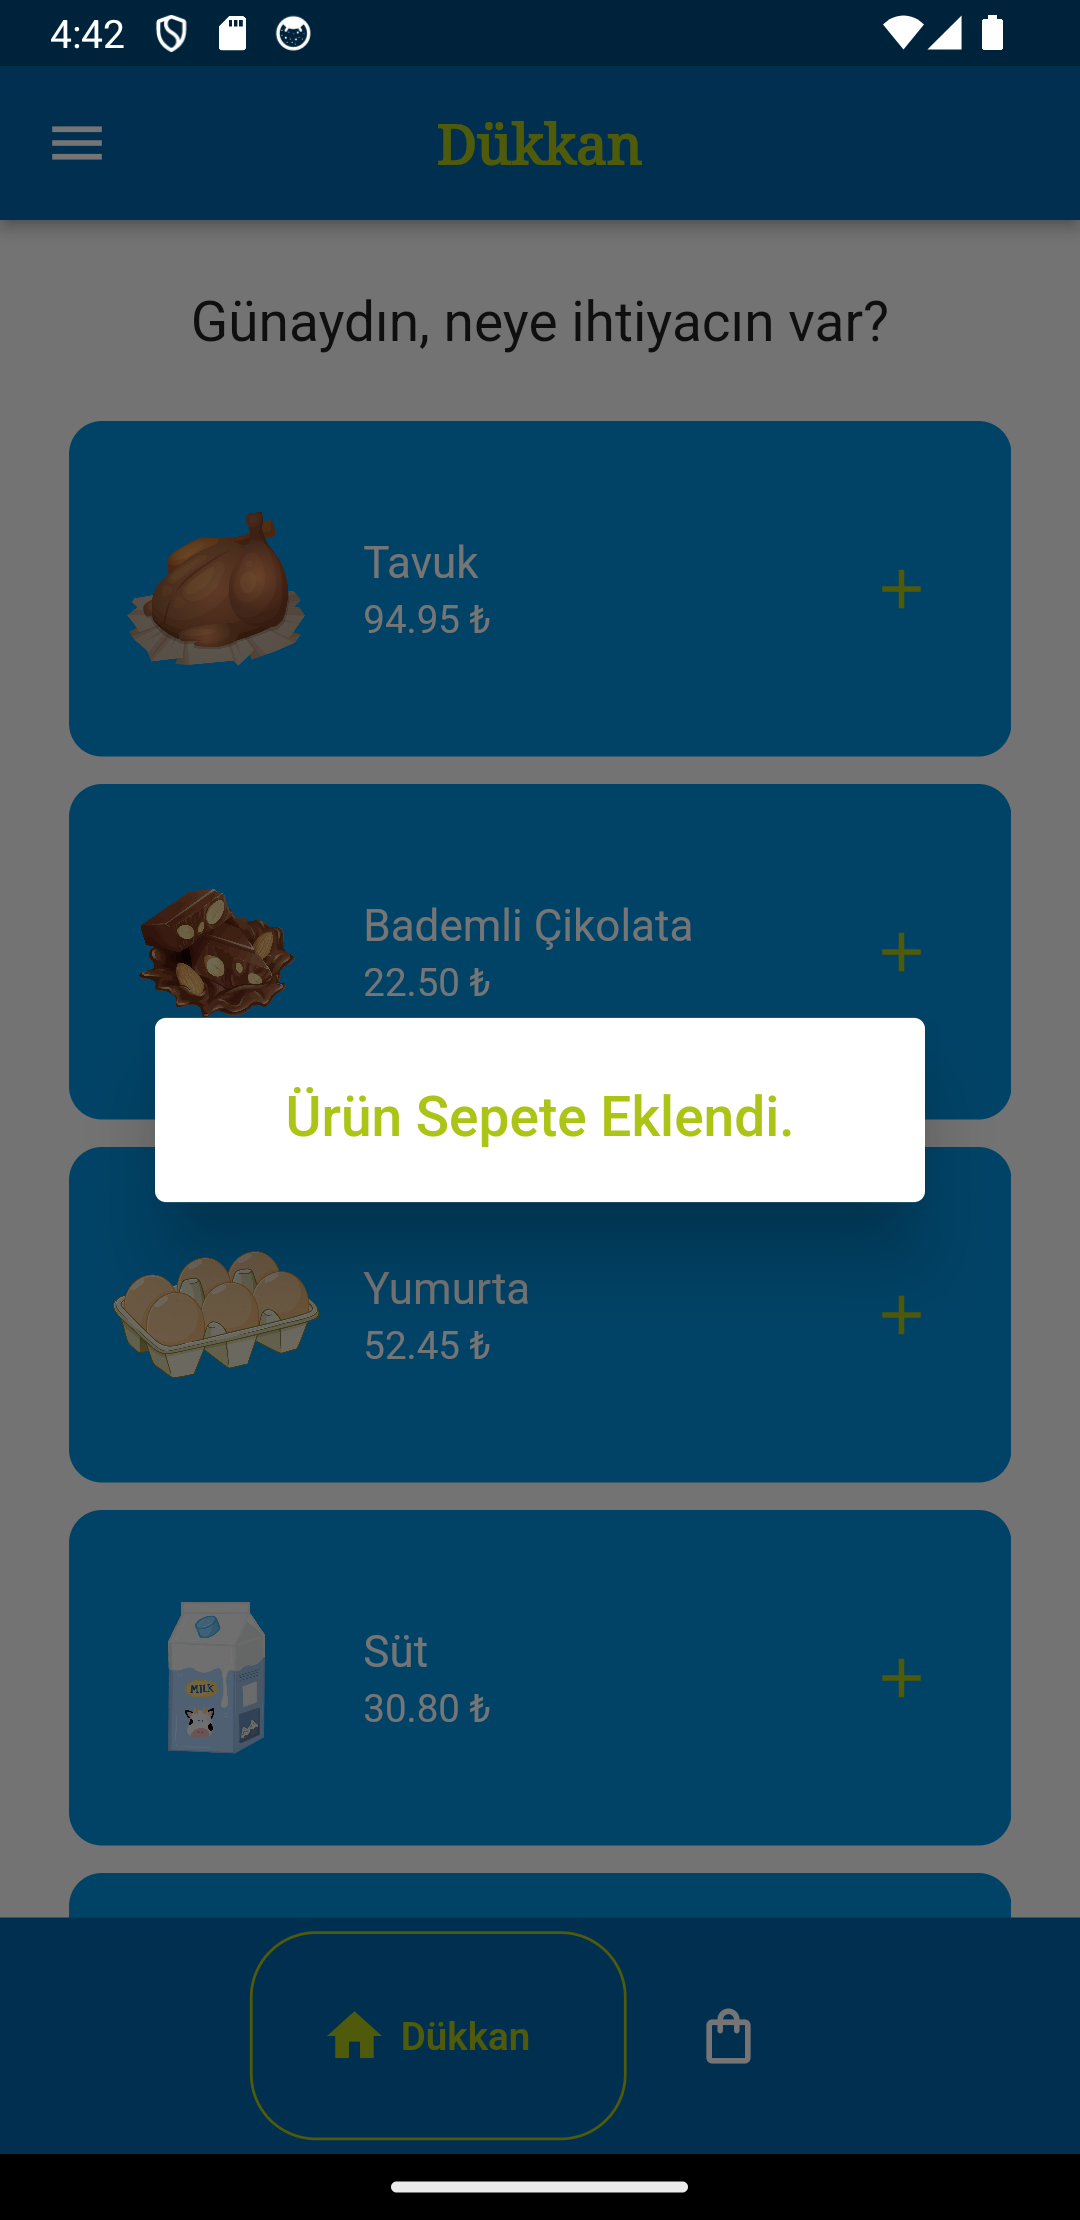 4:42
Dükkan
Günaydın, neye ihtiyacın var?
Tavuk
94.95 ₺
Bademli Çikolata
22.50 ₺
Ürün Sepete Eklendi.
Yumurta
52.45 ₺
MILK
Süt
30.80 ₺
Dükkan